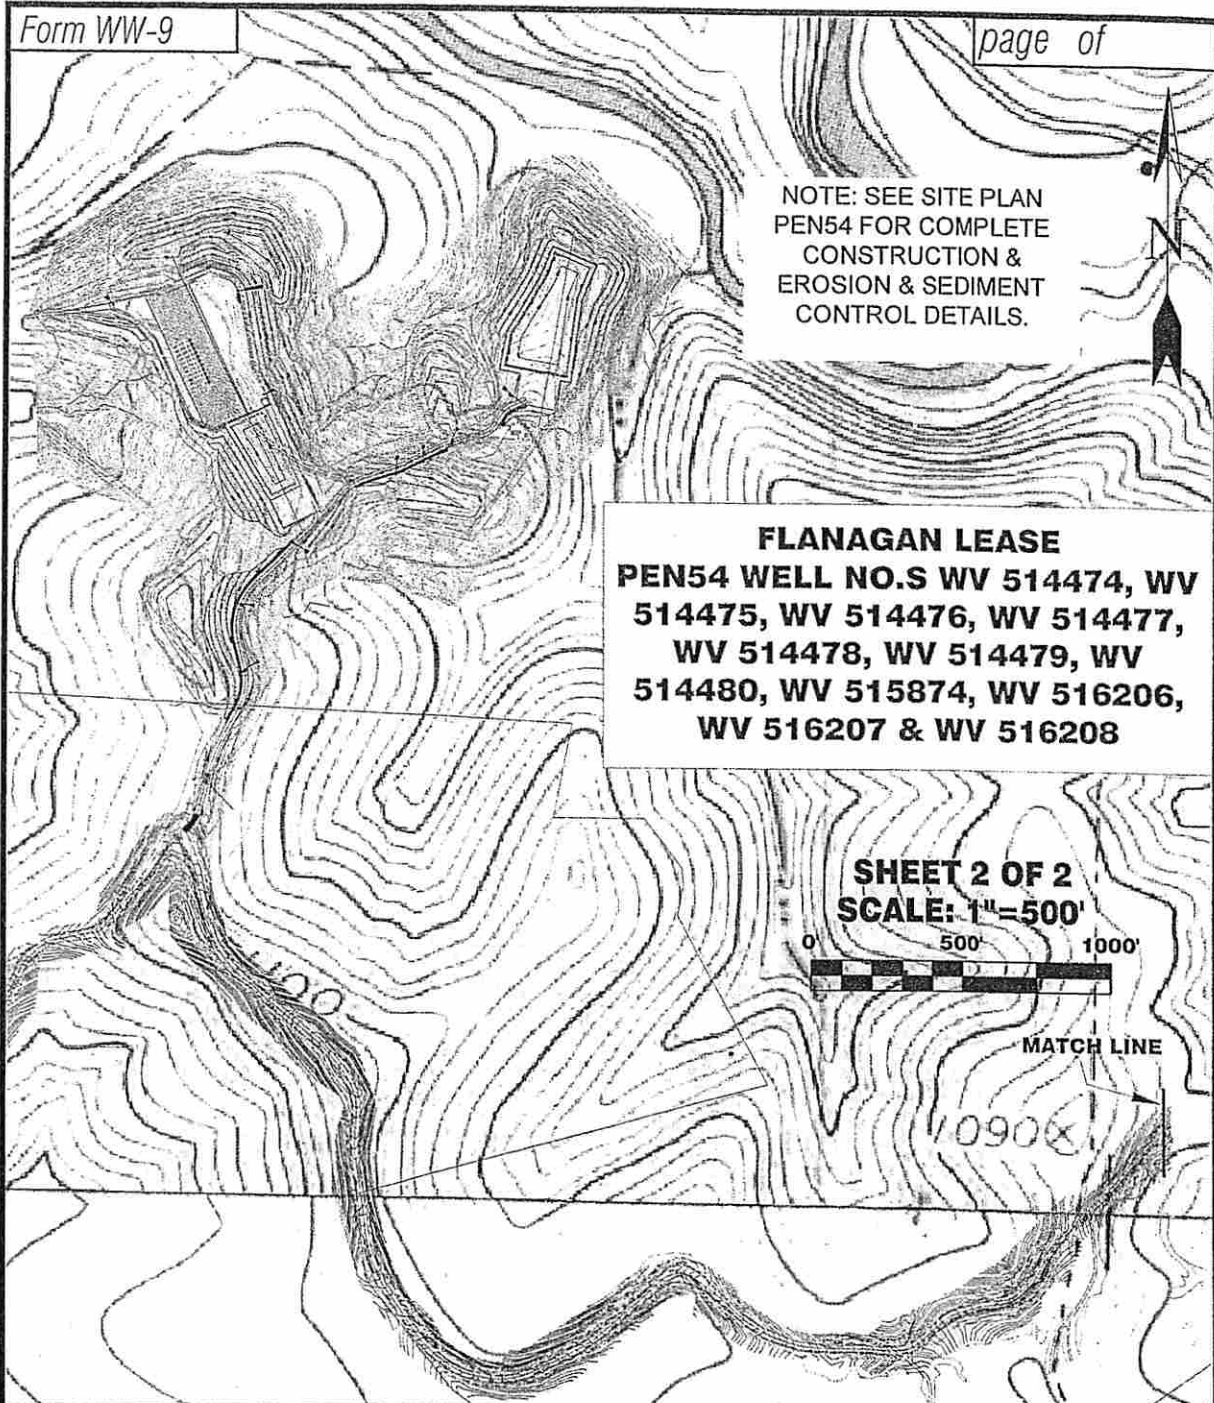 Form WW-9
page of
NOTE: SEE SITE PLAN
PEN54 FOR COMPLETE
CONSTRUCTION &
EROSION & SEDIMENT
CONTROL DETAILS.
N
FLANAGAN LEASE
PEN54 WELL NO.S WV 514474, WV
514475, WV 514476, WV 514477,
WV 514478, WV 514479, WV
514480, WV 515874, WV 516206,
WV 516207 & WV 516208
SHEET 2 OF 2
SCALE: 1"=500'
0' 500' 1000'
1100
MATCH LINE
1090X